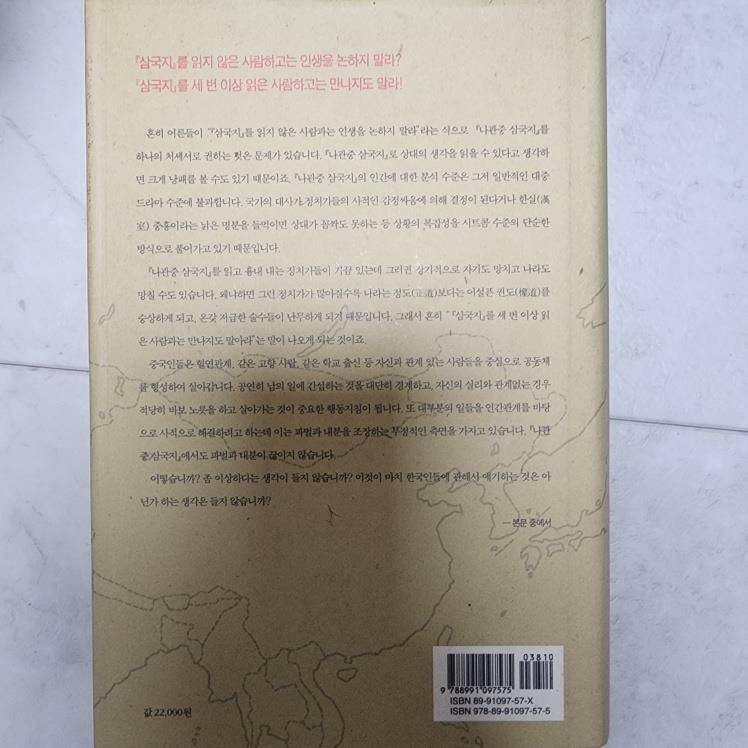 『삼국지』를 읽지 않은 사람하고는 인생을 논하지 말라?
『삼국지』를 세 번 이상 읽은 사람하고는 만나지도 말라!
흔히 어른들이 “『삼국지』를 읽지 않은 사람과는 인생을 논하지 말라”라는 식으로 『나관중 삼국지』를
하나의 처세서로 권하는 벗은 문제가 있습니다. 『나관중 삼국지』로 상대의 생각을 읽을 수 있다고 생각하
면 크게 낭패를 볼 수도 있기 때문이죠. 『나관중 삼국지』의 인간에 대한 분석 수준은 그저 일반적인 대중
드라마 수준에 불과합니다. 국가의 대사가 정치가들의 사적인 감정싸움에 의해 결정이 된다거나 한실(漢
室) 중흥이라는 낡은 명분을 들먹이면 상대가 꼼짝도 못하는 등 상황의 복잡성을 시트콤 수준의 단순한
방식으로 풀어가고 있기 때문입니다.
『나관중 삼국지』를 읽고 흉내 내는 정치가들이 가끔 있는데 그러면 장기적으로 자기도 망치고 나라도
망칠 수도 있습니다. 왜냐하면 그런 정치가가 많아질수록 나라는 정도(正道)보다는 어설픈 권도(權道)를
숭상하게 되고, 온갖 저급한 술수들이 난무하게 되기 때문입니다. 그래서 흔히 “『삼국지』를 세 번 이상 읽
은 사람과는 만나지도 말아라”는 말이 나오게 되는 것이죠.
중국인들은 혈연관계, 같은 고향 사람, 같은 학교 출신 등 자신과 관계 있는 사람들을 중심으로 공동체
를 형성하여 살아갑니다. 공연히 남의 일에 간섭하는 것을 대단히 경계하고, 자신의 실리와 관계없는 경우
적당히 바보 노릇을 하고 살아가는 것이 중요한 행동지침이 됩니다. 또 대부분의 일들을 인간관계를 바탕
으로 사적으로 해결하려고 하는데 이는 파벌과 내분을 조장하는 부정적인 측면을 가지고 있습니다. 『나관
중 삼국지』에서도 파벌과 내분이 끊이지 않습니다.
어떻습니까? 좀 이상하다는 생각이 들지 않습니까? 이것이 마치 한국인들에 관해서 얘기하는 것은 아
닌가 하는 생각은 들지 않습니까?
— 본문 중에서
03810
9 788991 097575
ISBN 89-91097-57-X
ISBN 978-89-91097-57-5
값 22,000원